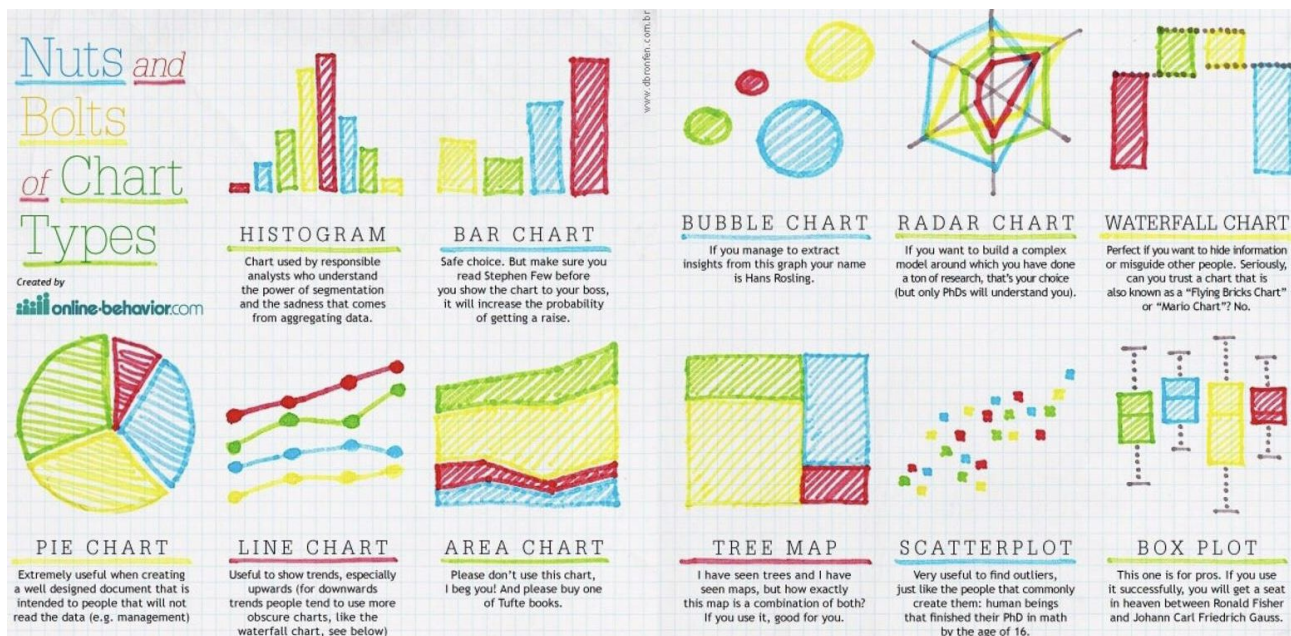 Nuts and
Bolts
of Chart
Types
Created by
online-behavior.com
HISTOGRAM
Chart used by responsible
analysts who understand
the power of segmentation
and the sadness that comes
from aggregating data.
BAR CHART
Safe choice. But make sure you
read Stephen Few before
you show the chart to your boss,
it will increase the probability
of getting a raise.
www.dbronfen.com.br
BUBBLE CHART
If you manage to extract
insights from this graph your name
is Hans Rosling.
RADAR CHART
If you want to build a complex
model around which you have done
a ton of research, that's your choice
(but only PhDs will understand you).
WATERFALL CHART
Perfect if you want to hide information
or misguide other people. Seriously,
can you trust a chart that is
also known as a “Flying Bricks Chart”
or “Mario Chart”? No.
PIE CHART
Extremely useful when creating
a well designed document that is
intended to people that will not
read the data (e.g. management)
LINE CHART
Useful to show trends, especially
upwards (for downwards
trends people tend to use more
obscure charts, like the
waterfall chart, see below)
AREA CHART
Please don't use this chart,
I beg you! And please buy one
of Tufte books.
TREE MAP
I have seen trees and I have
seen maps, but how exactly
this map is a combination of both?
If you use it, good for you.
SCATTERPLOT
Very useful to find outliers,
just like the people that commonly
create them: human beings
that finished their PhD in math
by the age of 16.
BOX PLOT
This one is for pros. If you use
it successfully, you will get a seat
in heaven between Ronald Fisher
and Johann Carl Friedrich Gauss.